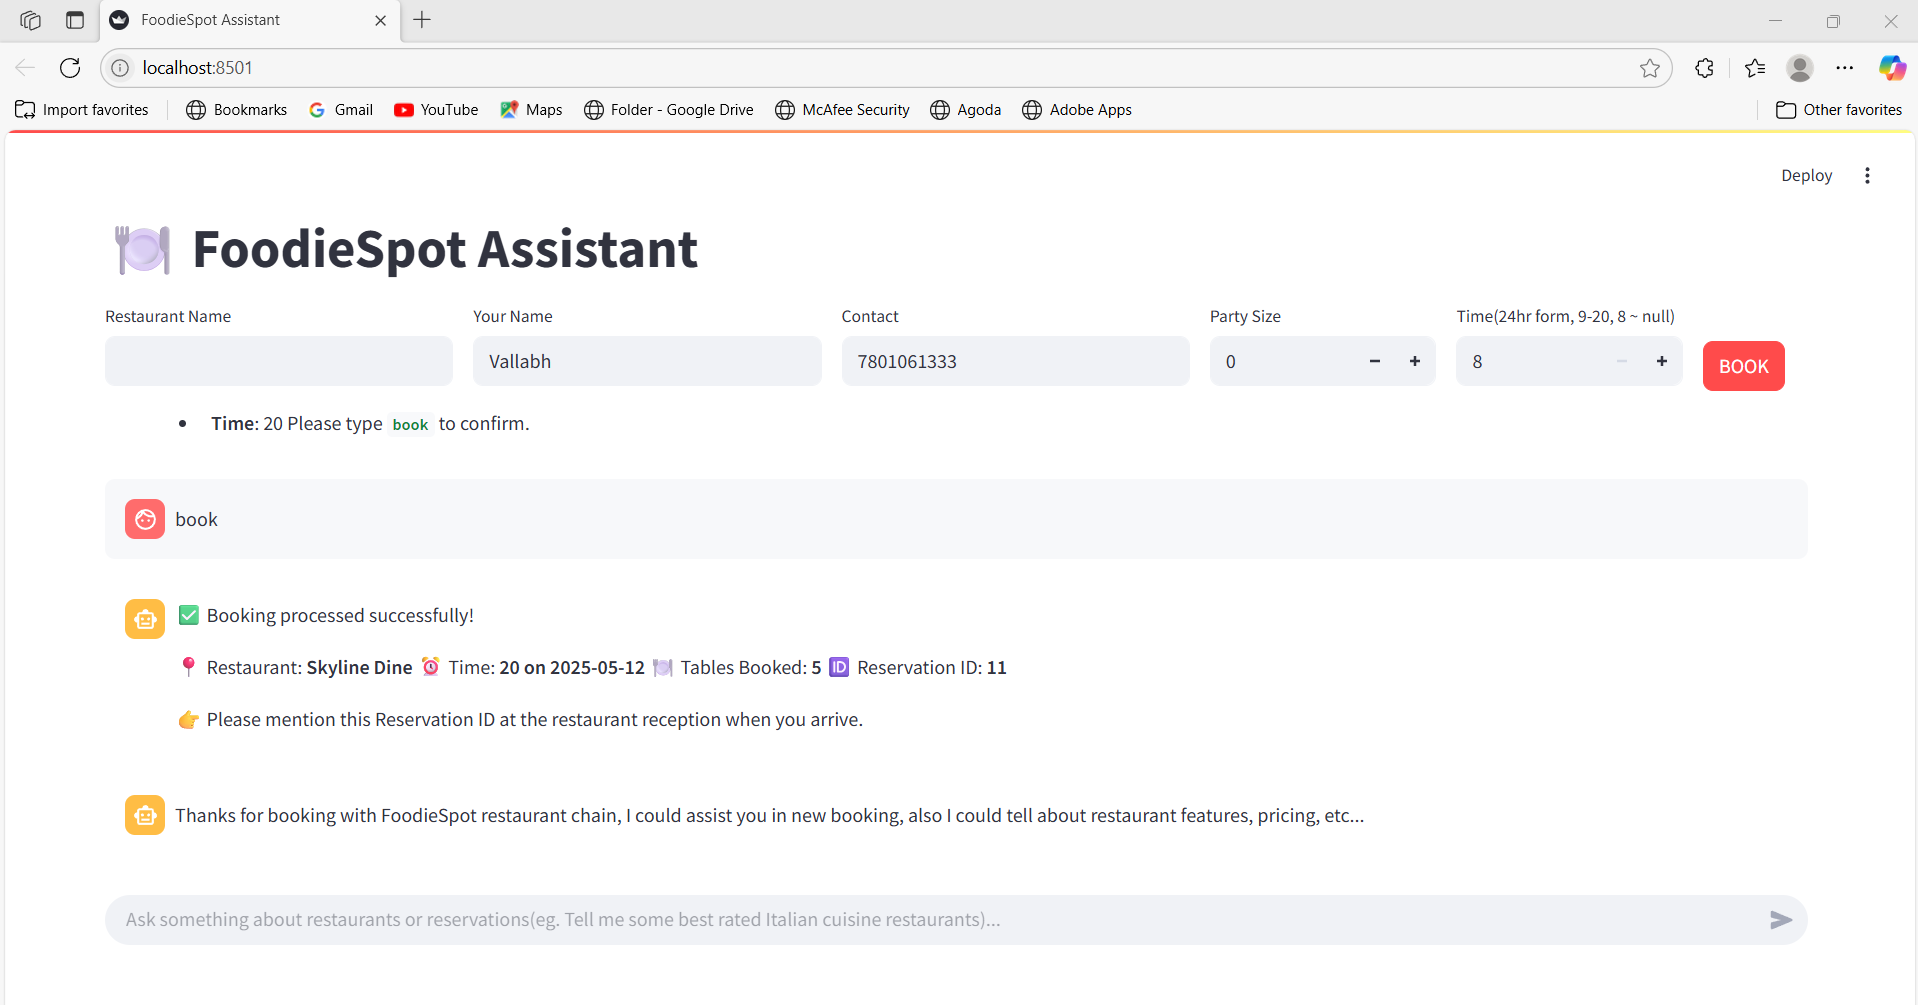 FoodieSpot Assistant
localhost:8501
Import favorites Bookmarks Gmail YouTube Maps Folder - Google Drive McAfee Security Agoda Adobe Apps Other favorites
Deploy
FoodieSpot Assistant
Restaurant Name Your Name Contact Party Size Time(24hr form, 9-20, 8 ~ null)
Vallabh 7801061333 0 - + 8 - + BOOK
• Time: 20 Please type book to confirm.
book
Booking processed successfully!
Restaurant: Skyline Dine Time: 20 on 2025-05-12 Tables Booked: 5 ID Reservation ID: 11
Please mention this Reservation ID at the restaurant reception when you arrive.
Thanks for booking with FoodieSpot restaurant chain, I could assist you in new booking, also I could tell about restaurant features, pricing, etc...
Ask something about restaurants or reservations(eg. Tell me some best rated Italian cuisine restaurants)...